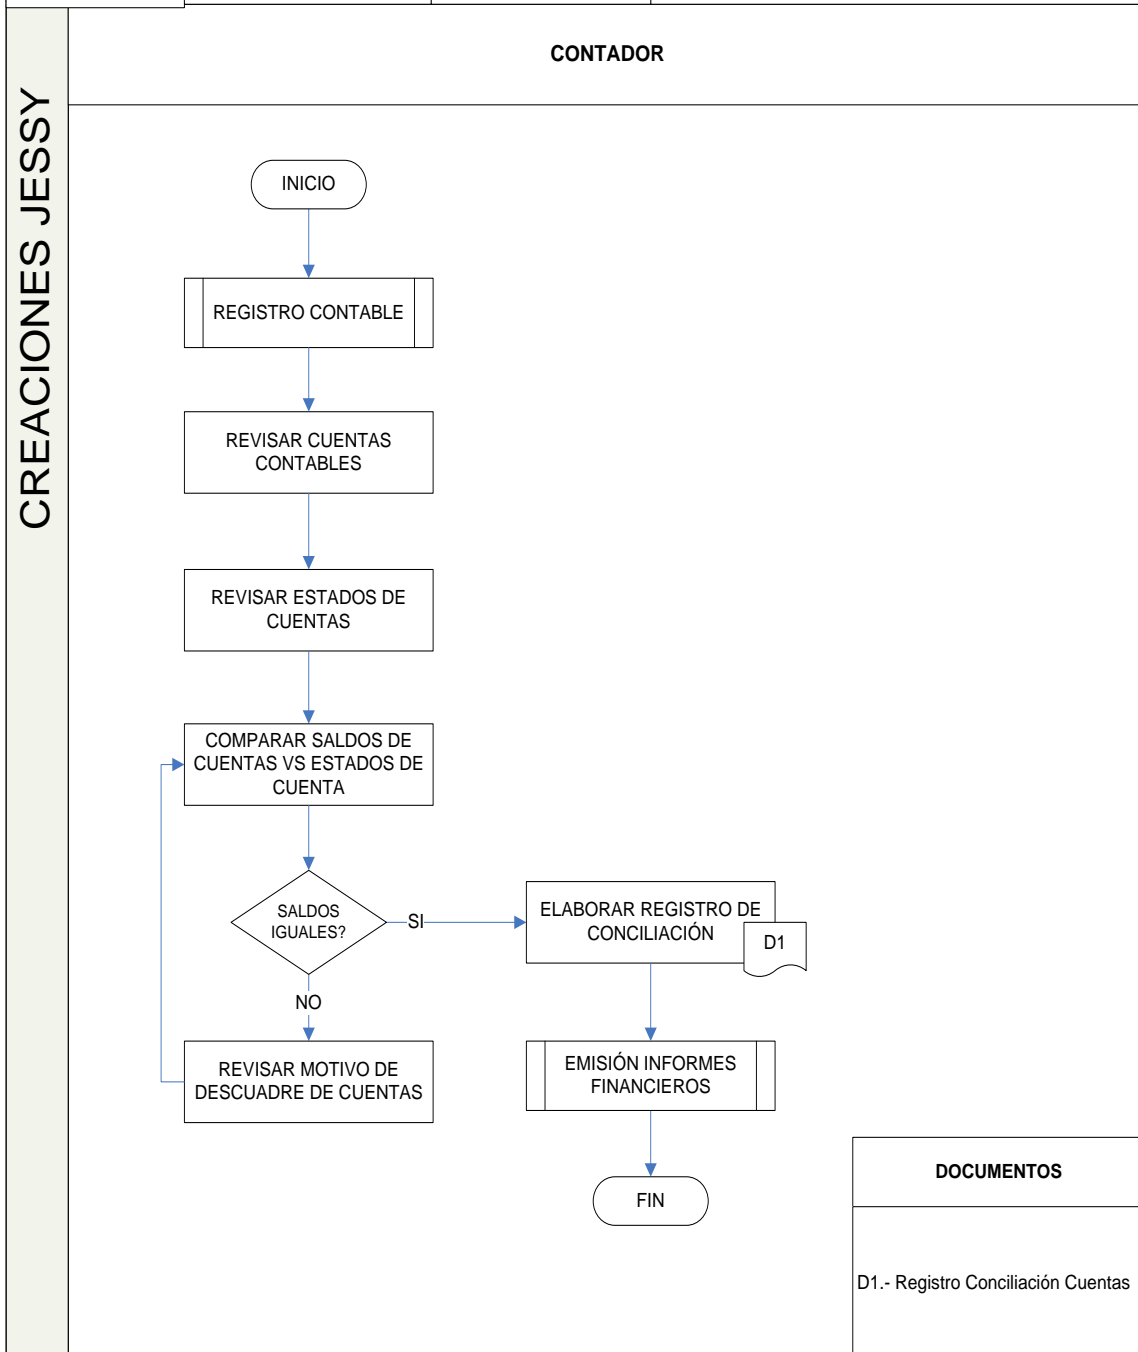 CREACIONES JESSY
CONTADOR
INICIO
REGISTRO CONTABLE
REVISAR CUENTAS
CONTABLES
REVISAR ESTADOS DE
CUENTAS
COMPARAR SALDOS DE
CUENTAS VS ESTADOS DE
CUENTA
SALDOS
IGUALES?
SI
ELABORAR REGISTRO DE
CONCILIACIÓN
D1
NO
REVISAR MOTIVO DE
DESCUADRE DE CUENTAS
EMISIÓN INFORMES
FINANCIEROS
FIN
DOCUMENTOS
D1.- Registro Conciliación Cuentas